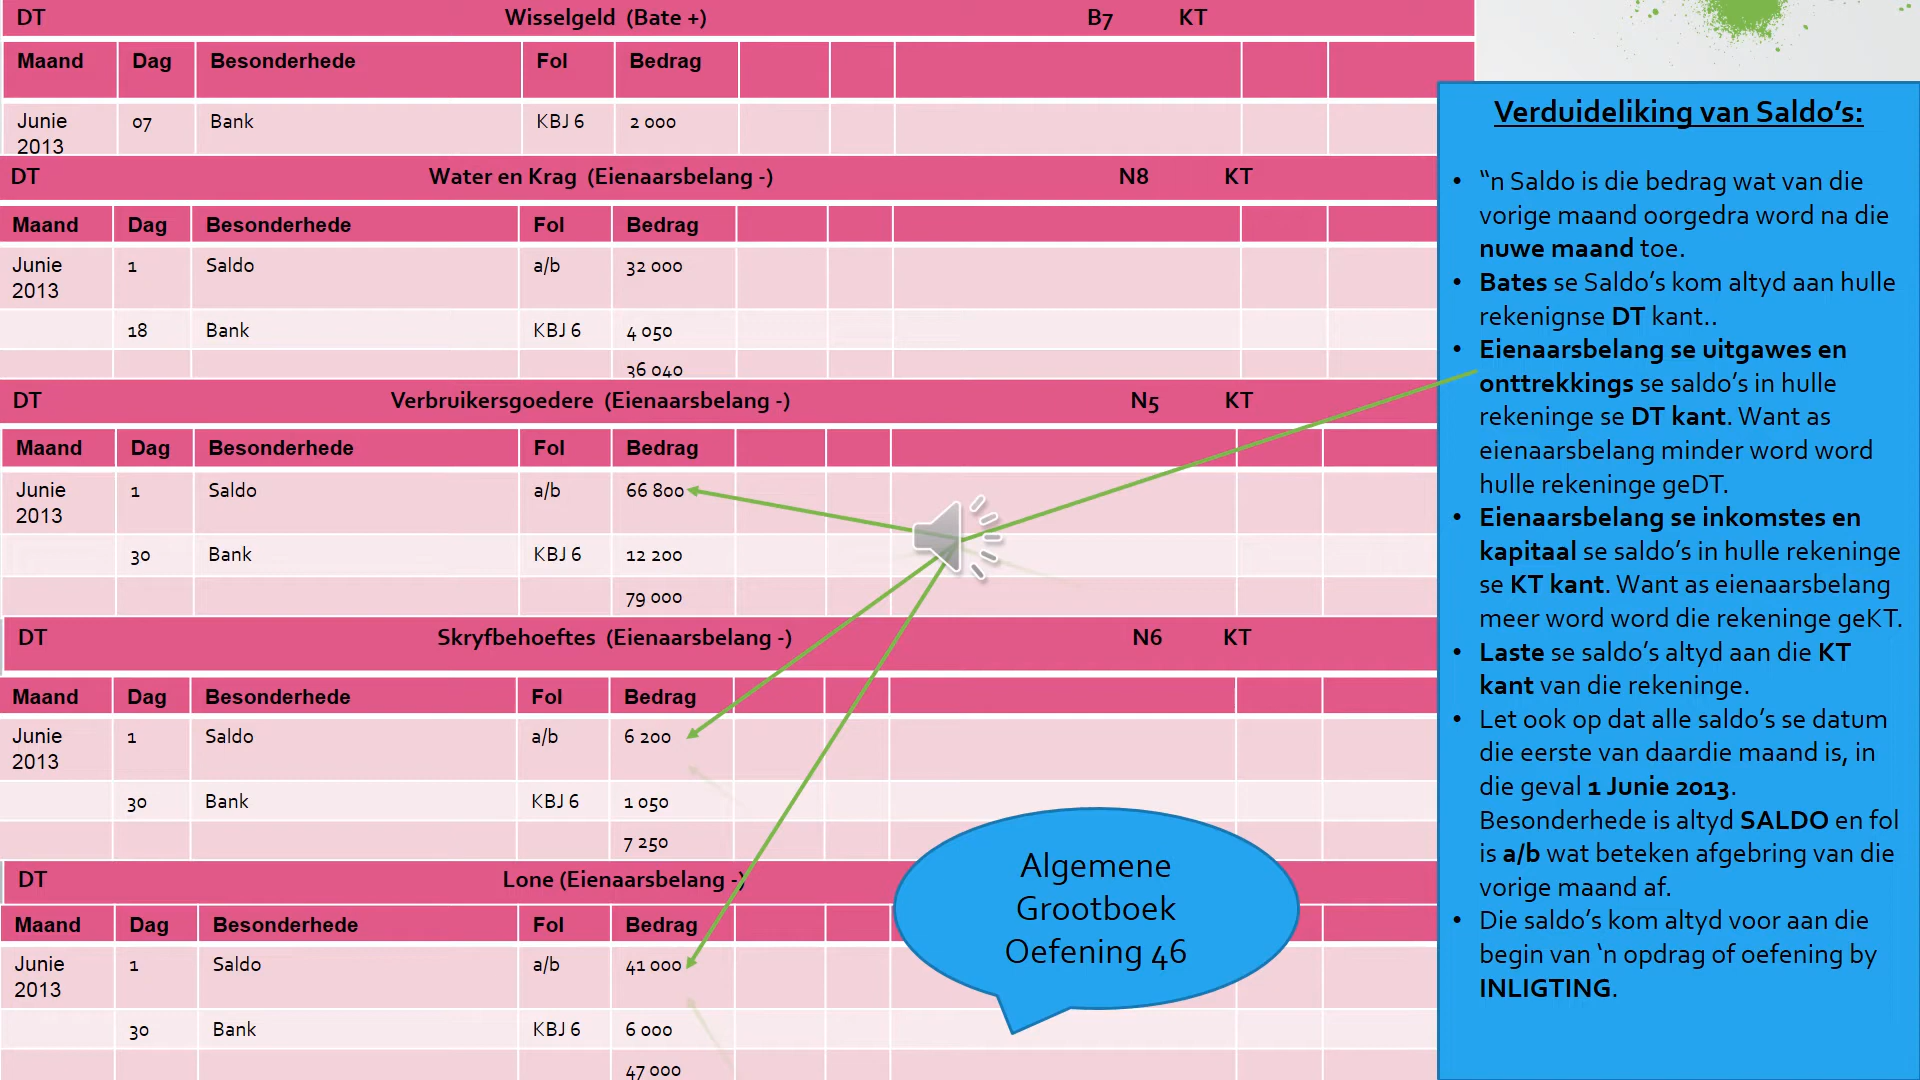 DT Wisselgeld (Bate +) B7 KT
Maand Dag Besonderhede Fol Bedrag
Junie 07 Bank KBJ 6 2 000
2013
DT Water en Krag (Eienaarsbelang -) N8 KT
Maand Dag Besonderhede Fol Bedrag
Junie 1 Saldo a/b 32 000
2013
18 Bank KBJ 6 4 050
36 040
DT Verbruikersgoedere (Eienaarsbelang -) N5 KT
Maand Dag Besonderhede Fol Bedrag
Junie 1 Saldo a/b 66 800
2013
30 Bank KBJ 6 12 200
79 000
DT Skryfbehoeftes (Eienaarsbelang -) N6 KT
Maand Dag Besonderhede Fol Bedrag
Junie 1 Saldo a/b 6 200
2013
30 Bank KBJ 6 1 050
7 250
DT Lone (Eienaarsbelang -)
Maand Dag Besonderhede Fol Bedrag
Junie 1 Saldo a/b 41 000
2013
30 Bank KBJ 6 6 000
47 000
Algemene
Grootboek
Oefening 46
Verduideliking van Saldo's:
• “n Saldo is die bedrag wat van die
vorige maand oorgedra word na die
nuwe maand toe.
• Bates se Saldo's kom altyd aan hulle
rekenignse DT kant..
• Eienaarsbelang se uitgawes en
onttrekkings se saldo's in hulle
rekeninge se DT kant. Want as
eienaarsbelang minder word word
hulle rekeninge geDT.
• Eienaarsbelang se inkomstes en
kapitaal se saldo's in hulle rekeninge
se KT kant. Want as eienaarsbelang
meer word word die rekeninge geKT.
• Laste se saldo's altyd aan die KT
kant van die rekeninge.
• Let ook op dat alle saldo's se datum
die eerste van daardie maand is, in
die geval 1 Junie 2013.
Besonderhede is altyd SALDO en fol
is a/b wat beteken afgebring van die
vorige maand af.
• Die saldo's kom altyd voor aan die
begin van ‘n opdrag of oefening by
INLIGTING.